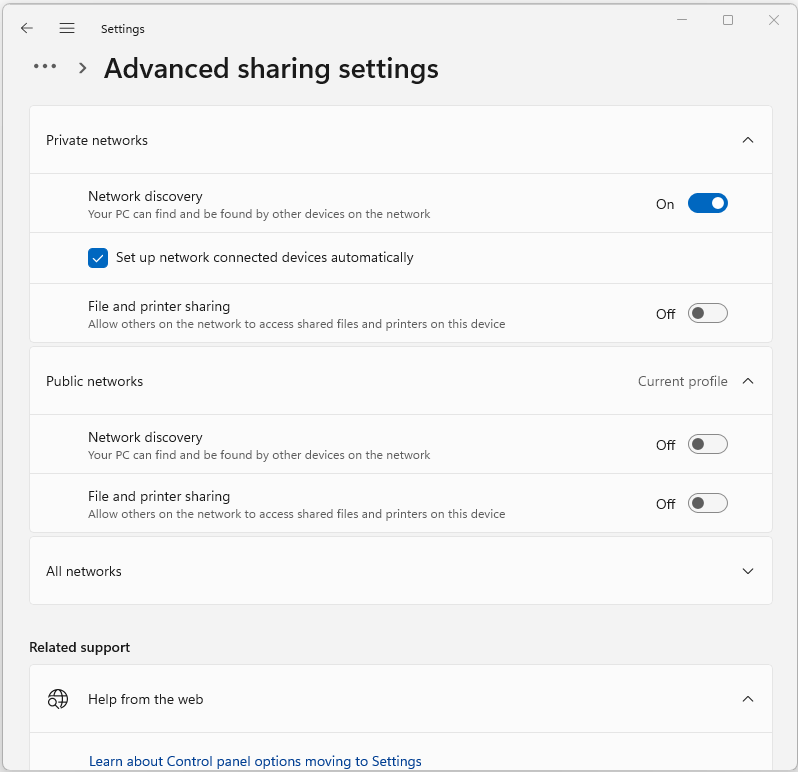 Settings
Advanced sharing settings
Private networks
Network discovery
Your PC can find and be found by other devices on the network
On
Set up network connected devices automatically
File and printer sharing
Allow others on the network to access shared files and printers on this device
Off
Public networks
Current profile
Network discovery
Your PC can find and be found by other devices on the network
Off
File and printer sharing
Allow others on the network to access shared files and printers on this device
Off
All networks
Related support
Help from the web
Learn about Control panel options moving to Settings